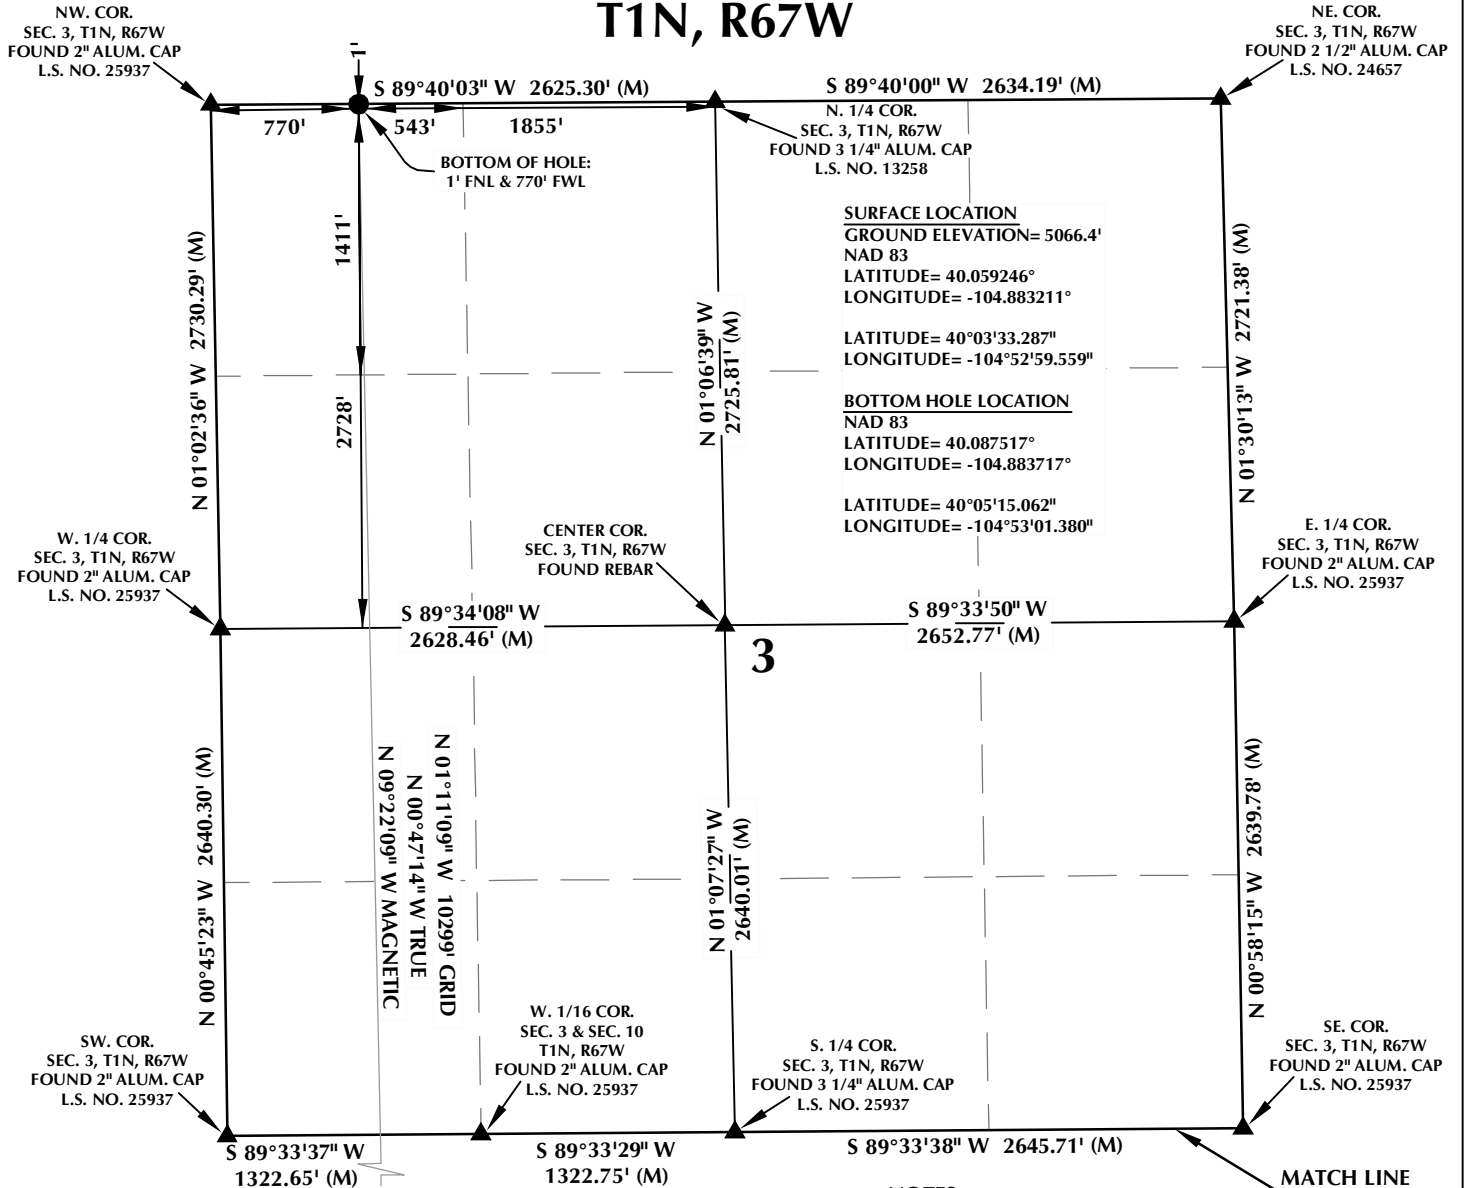 T1N, R67W
NW. COR.
SEC. 3, T1N, R67W
FOUND 2" ALUM. CAP
L.S. NO. 25937
1'
S 89°40'03" W 2625.30' (M)
S 89°40'00" W 2634.19' (M)
NE. COR.
SEC. 3, T1N, R67W
FOUND 2 1/2" ALUM. CAP
L.S. NO. 24657
770'
543'
1855'
N. 1/4 COR.
SEC. 3, T1N, R67W
FOUND 3 1/4" ALUM. CAP
L.S. NO. 13258
BOTTOM OF HOLE:
1' FNL & 770' FWL
1411'
2728'
N 01°02'36" W 2730.29' (M)
N 01°06'39" W
2725.81' (M)
SURFACE LOCATION
GROUND ELEVATION= 5066.4'
NAD 83
LATITUDE= 40.059246°
LONGITUDE= -104.883211°
LATITUDE= 40°03'33.287"
LONGITUDE= -104°52'59.559"
BOTTOM HOLE LOCATION
NAD 83
LATITUDE= 40.087517°
LONGITUDE= -104.883717°
LATITUDE= 40°05'15.062"
LONGITUDE= -104°53'01.380"
N 01°30'13" W 2721.38' (M)
W. 1/4 COR.
SEC. 3, T1N, R67W
FOUND 2" ALUM. CAP
L.S. NO. 25937
CENTER COR.
SEC. 3, T1N, R67W
FOUND REBAR
E. 1/4 COR.
SEC. 3, T1N, R67W
FOUND 2" ALUM. CAP
L.S. NO. 25937
S 89°34'08" W
2628.46' (M)
S 89°33'50" W
2652.77' (M)
3
N 00°45'23" W 2640.30' (M)
N 01°11'09" W 10299' GRID
N 00°47'14" W TRUE
N 09°22'09" W MAGNETIC
N 01°07'27" W
2640.01' (M)
N 00°58'15" W 2639.78' (M)
SW. COR.
SEC. 3, T1N, R67W
FOUND 2" ALUM. CAP
L.S. NO. 25937
W. 1/16 COR.
SEC. 3 & SEC. 10
T1N, R67W
FOUND 2" ALUM. CAP
L.S. NO. 25937
S. 1/4 COR.
SEC. 3, T1N, R67W
FOUND 3 1/4" ALUM. CAP
L.S. NO. 25937
SE. COR.
SEC. 3, T1N, R67W
FOUND 2" ALUM. CAP
L.S. NO. 25937
S 89°33'37" W
1322.65' (M)
S 89°33'29" W
1322.75' (M)
S 89°33'38" W 2645.71' (M)
MATCH LINE